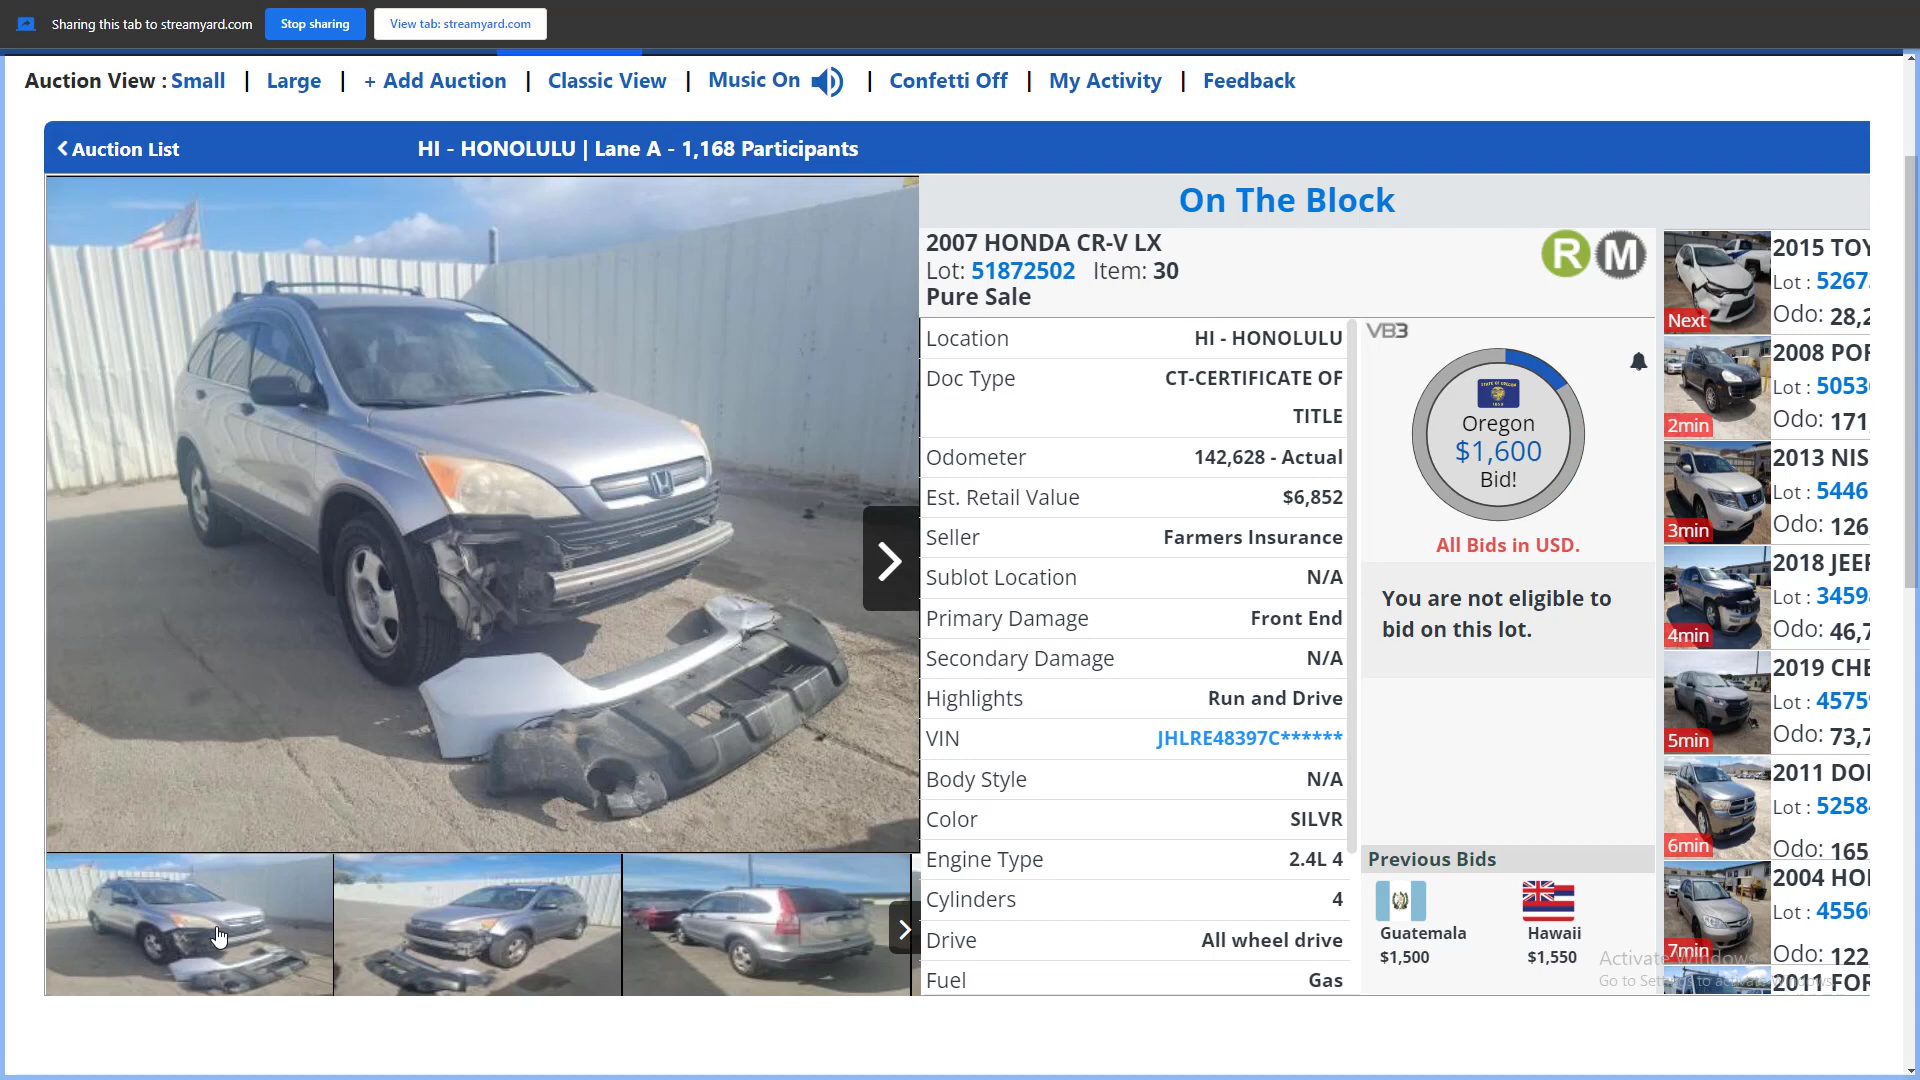 Sharing this tab to streamyard.com
Stop sharing
View tab: streamyard.com
Auction View : Small | Large | + Add Auction | Classic View | Music On | Confetti Off | My Activity | Feedback
Auction List
HI - HONOLULU | Lane A - 1,168 Participants
On The Block
2007 HONDA CR-V LX
Lot: 51872502 Item: 30
Pure Sale
R M
Location HI - HONOLULU
Doc Type CT-CERTIFICATE OF
TITLE
Odometer 142,628 - Actual
Est. Retail Value $6,852
Seller Farmers Insurance
Sublot Location N/A
Primary Damage Front End
Secondary Damage N/A
Highlights Run and Drive
VIN JHLRE48397C******
Body Style N/A
Color SILVR
Engine Type 2.4L 4
Cylinders 4
Drive All wheel drive
Fuel Gas
VB3
Oregon
$1,600
Bid!
All Bids in USD.
You are not eligible to
bid on this lot.
Previous Bids
Guatemala
$1,500
Hawaii
$1,550
2015 TOY
Lot : 5267
Odo: 28,2
Next
2008 POR
Lot : 5053
Odo: 171,
2min
2013 NIS
Lot : 5446
Odo: 126,
3min
2018 JEEP
Lot : 3459
Odo: 46,7
4min
2019 CHE
Lot : 4575
Odo: 73,7
5min
2011 DO
Lot : 5258
Odo: 165
6min
2004 HO
Lot : 4556
Odo: 122
7min
2011 FOR
Activate Windows
Go to Settings to activate Windows.